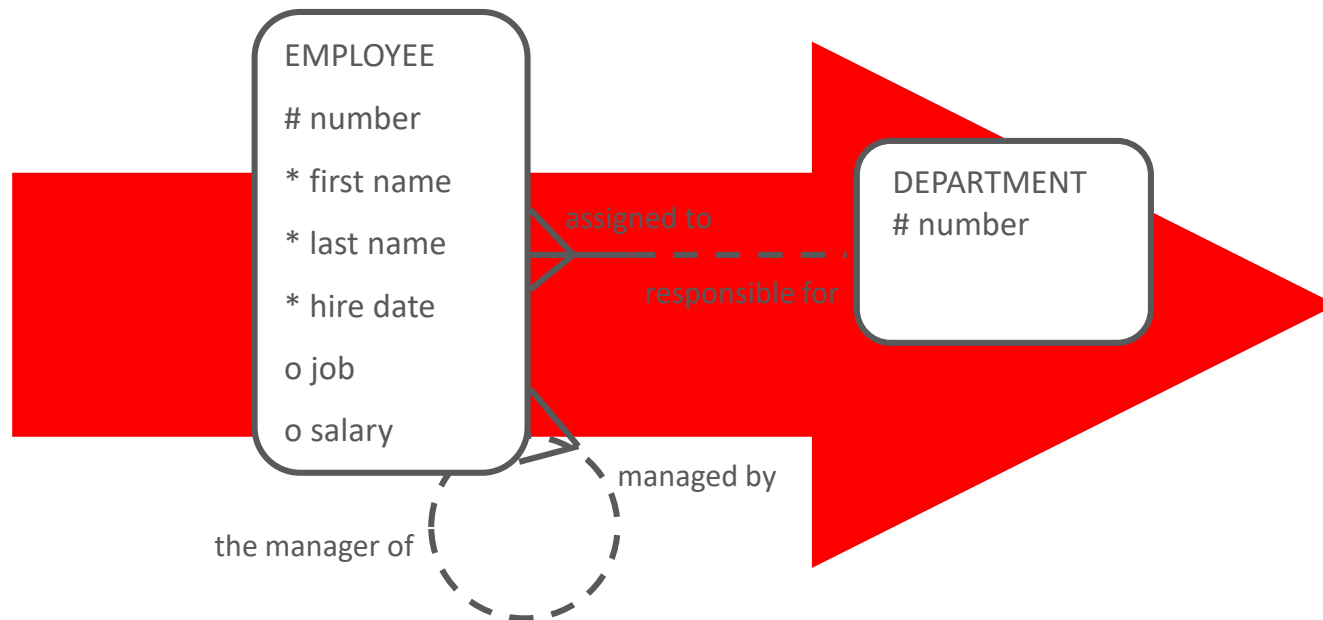 EMPLOYEE
# number
* first name
* last name
* hire date
o job
o salary
assigned to
responsible for
DEPARTMENT
# number
managed by
the manager of